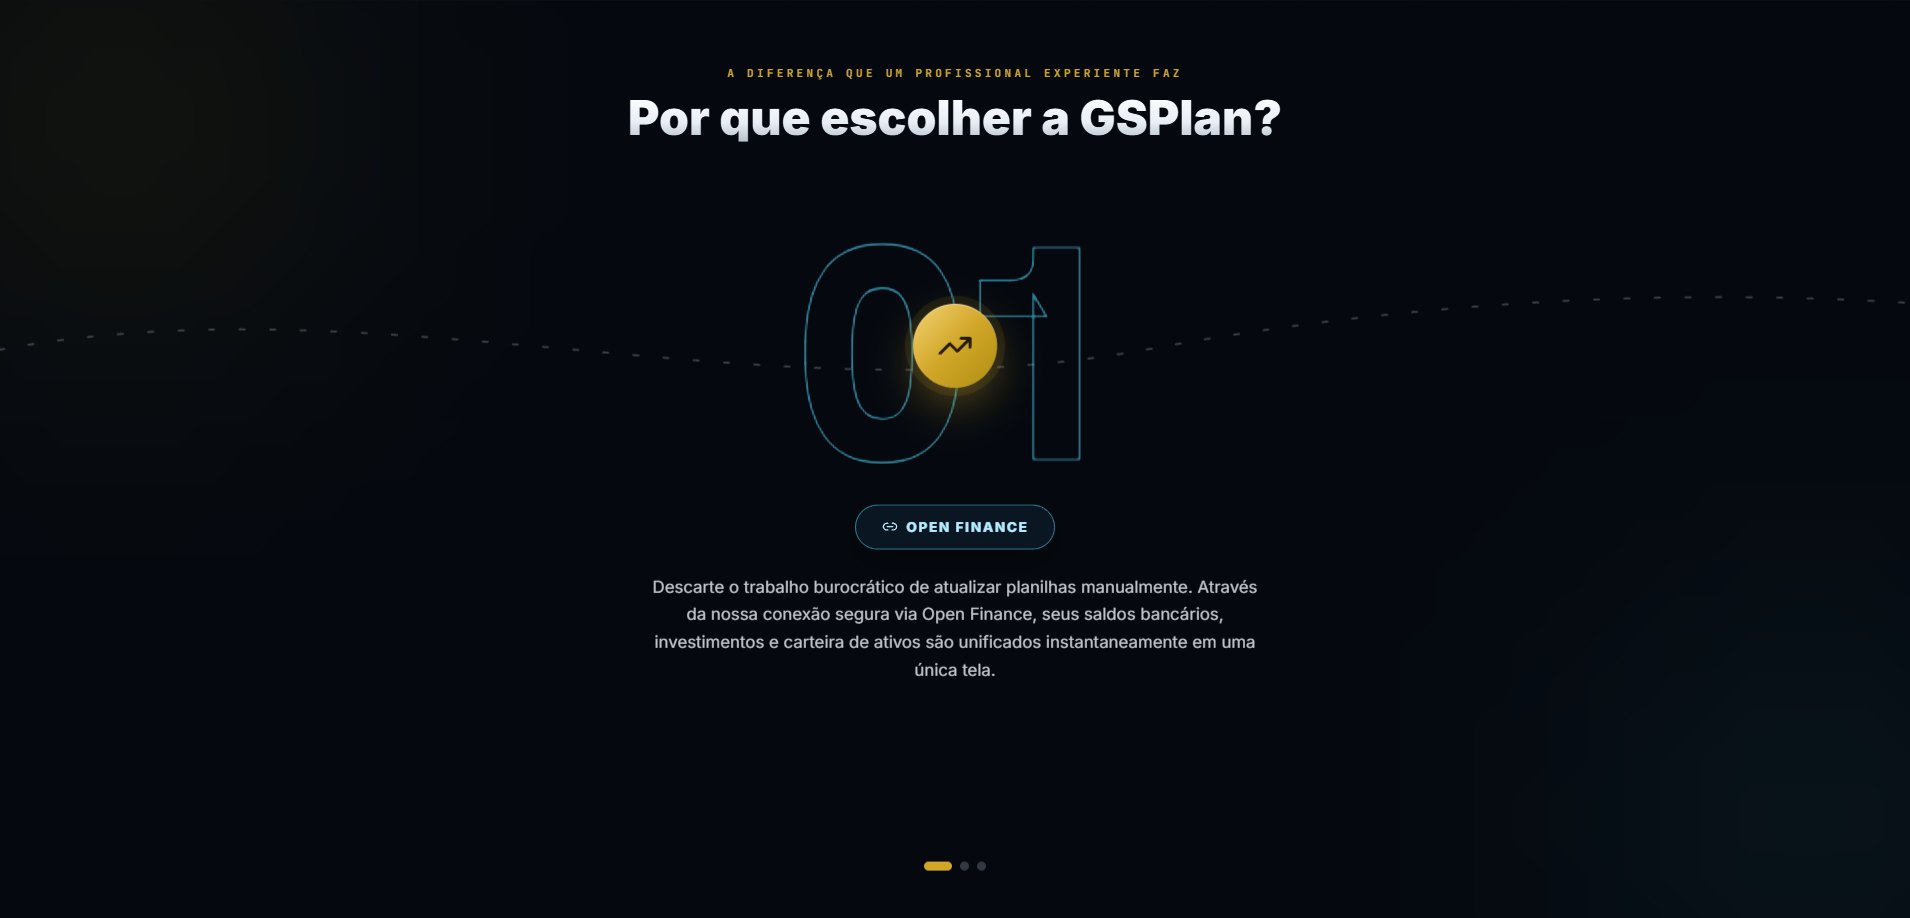 A DIFERENÇA QUE UM PROFISSIONAL EXPERIENTE FAZ
Por que escolher a GSPlan?
01
OPEN FINANCE
Descarte o trabalho burocrático de atualizar planilhas manualmente. Através
da nossa conexão segura via Open Finance, seus saldos bancários,
investimentos e carteira de ativos são unificados instantaneamente em uma
única tela.